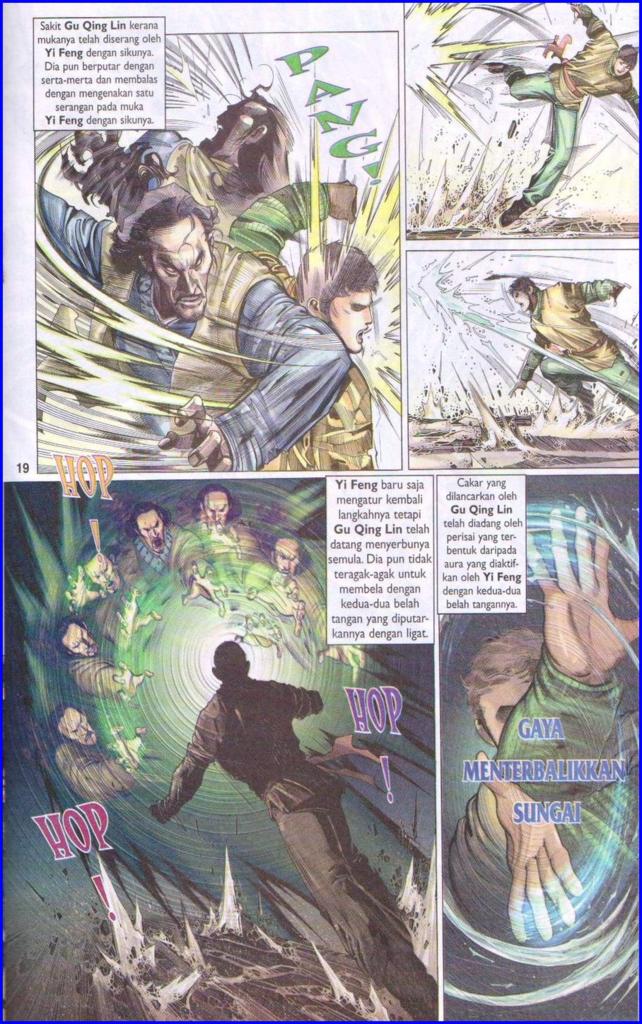 Sakit Gu Qing Lin kerana
mukanya telah diserang oleh
Yi Feng dengan sikunya.
Dia pun berputar dengan
serta-merta dan membalas
dengan mengenakan satu
serangan pada muka
Yi Feng dengan sikunya.
PANG!
19
HOP!
Yi Feng baru saja
mengatur kembali
langkahnya tetapi
Gu Qing Lin telah
datang menyerbunya
semula. Dia pun tidak
teragak-agak untuk
membela dengan
kedua-dua belah
tangan yang diputar-
kannya dengan ligat.
HOP!
HOP!
Cakar yang
dilancarkan oleh
Gu Qing Lin
telah diadang oleh
perisai yang ter-
bentuk daripada
aura yang diaktif-
kan oleh Yi Feng
dengan kedua-dua
belah tangannya.
GAYA
MENTERBALIKKAN
SUNGAI